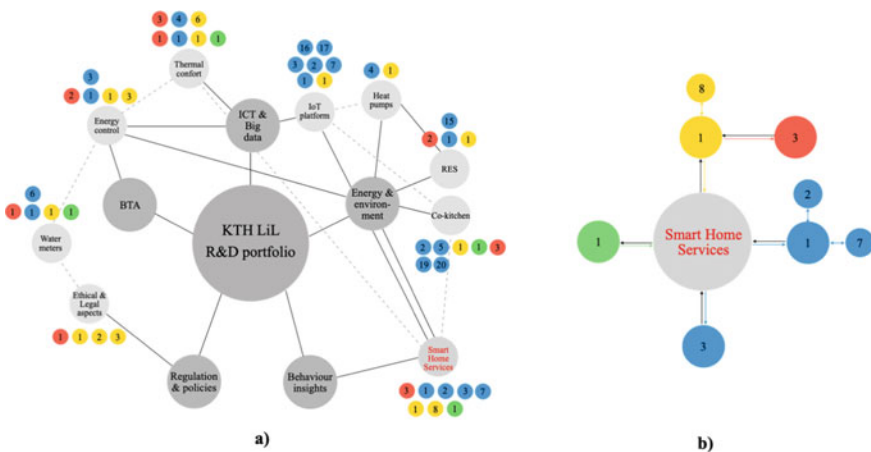 3 4 6
1 1 1 1
Thermal
confort
16 17
3 2 7
1 1
IoT
platform
4 1
Heat
pumps
3
2 1 1 3
Energy
control
ICT &
Big
data
15
2 1 1
RES
6
1 1 1 1
Water
meters
BTA
KTH LiL
R&D portfolio
Energy &
environ-
ment
Co-kitchen
2 5 1 1 3
19 20
Ethical &
Legal
aspects
1 1 2 3
Regulation
& policies
Behaviour
insights
Smart
Home
Services
3 1 2 3 7
1 8 1
a)
8
1 3
2
1 Smart Home
Services 1 7
3
b)